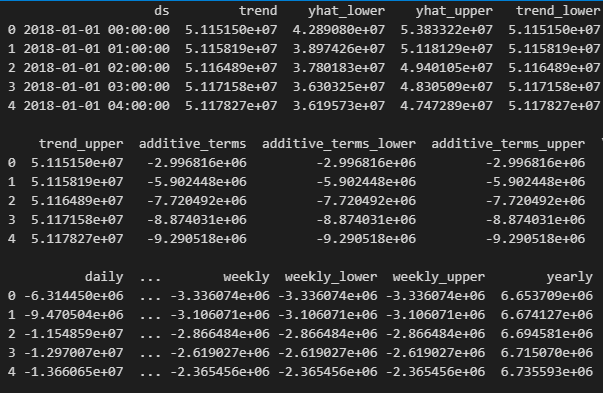 ds trend yhat_lower yhat_upper trend_lower
0 2018-01-01 00:00:00 5.115150e+07 4.289080e+07 5.383322e+07 5.115150e+07
1 2018-01-01 01:00:00 5.115819e+07 3.897426e+07 5.118129e+07 5.115819e+07
2 2018-01-01 02:00:00 5.116489e+07 3.780183e+07 4.940105e+07 5.116489e+07
3 2018-01-01 03:00:00 5.117158e+07 3.630325e+07 4.830509e+07 5.117158e+07
4 2018-01-01 04:00:00 5.117827e+07 3.619573e+07 4.747289e+07 5.117827e+07
trend_upper additive_terms additive_terms_lower additive_terms_upper
0 5.115150e+07 -2.996816e+06 -2.996816e+06 -2.996816e+06
1 5.115819e+07 -5.902448e+06 -5.902448e+06 -5.902448e+06
2 5.116489e+07 -7.720492e+06 -7.720492e+06 -7.720492e+06
3 5.117158e+07 -8.874031e+06 -8.874031e+06 -8.874031e+06
4 5.117827e+07 -9.290518e+06 -9.290518e+06 -9.290518e+06
daily ... weekly weekly_lower weekly_upper yearly
0 -6.314450e+06 ... -3.336074e+06 -3.336074e+06 -3.336074e+06 6.653709e+06
1 -9.470504e+06 ... -3.106071e+06 -3.106071e+06 -3.106071e+06 6.674127e+06
2 -1.154859e+07 ... -2.866484e+06 -2.866484e+06 -2.866484e+06 6.694581e+06
3 -1.297007e+07 ... -2.619027e+06 -2.619027e+06 -2.619027e+06 6.715070e+06
4 -1.366065e+07 ... -2.365456e+06 -2.365456e+06 -2.365456e+06 6.735593e+06